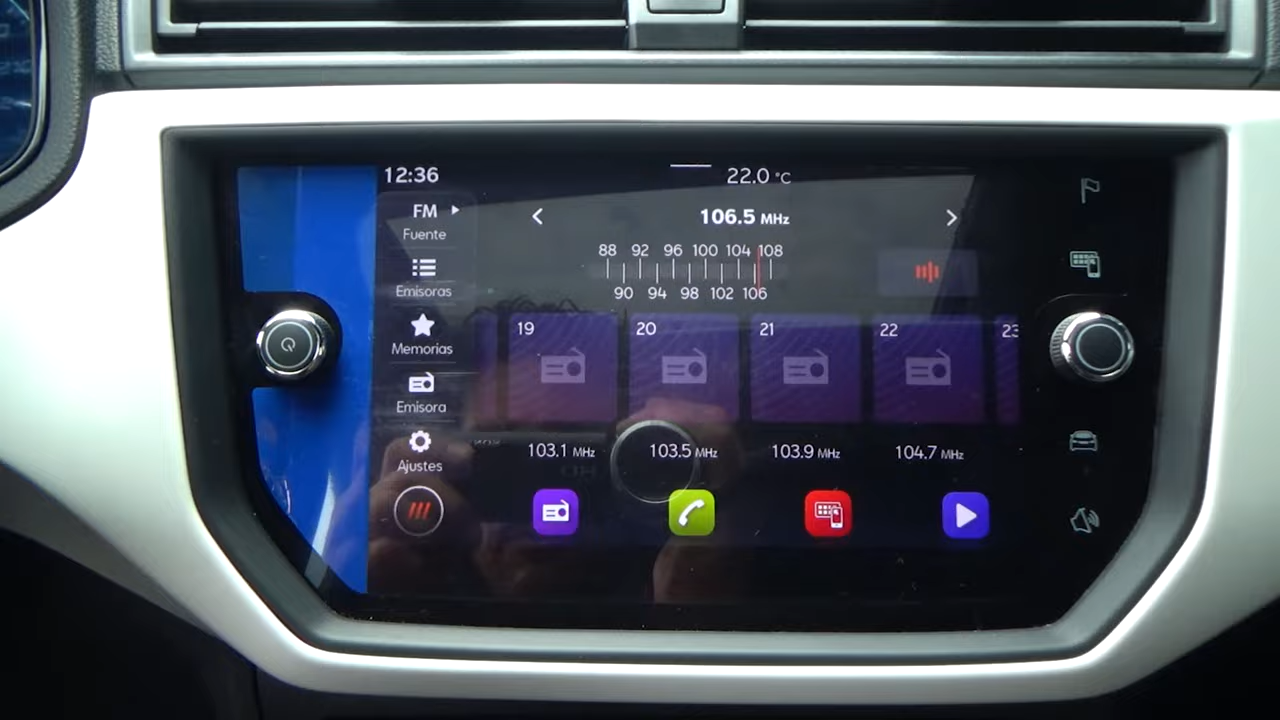 12:36
22.0 °C
FM
Fuente
106.5 MHz
88 92 96 100 104 108
90 94 98 102 106
Emisoras
Memorias
Emisora
Ajustes
19 20 21 22 23
103.1 MHz 103.5 MHz 103.9 MHz 104.7 MHz